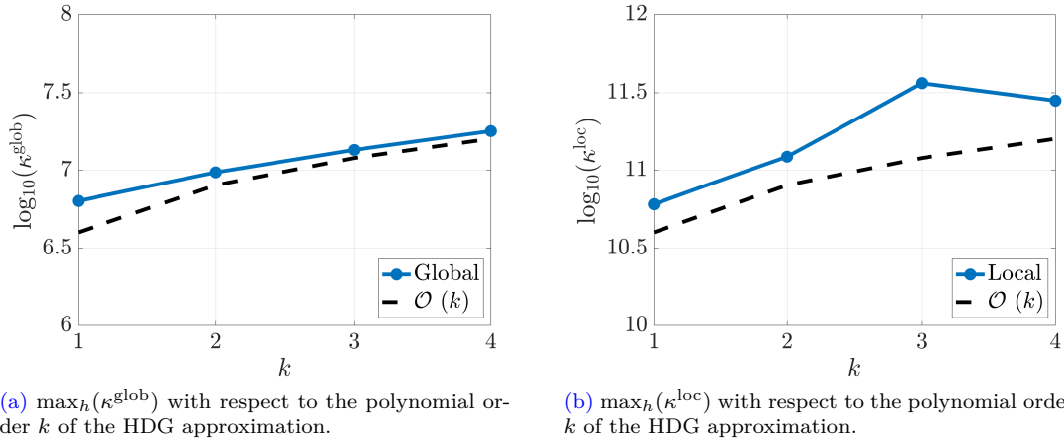 8
7.5
7
6.5
6
log₁₀(κ^glob)
1 2 3 4
k
Global
𝒪 (k)
(a) maxₕ(κ^glob) with respect to the polynomial or-
der k of the HDG approximation.
12
11.5
11
10.5
10
log₁₀(κ^loc)
1 2 3 4
k
Local
𝒪 (k)
(b) maxₕ(κ^loc) with respect to the polynomial orde
k of the HDG approximation.